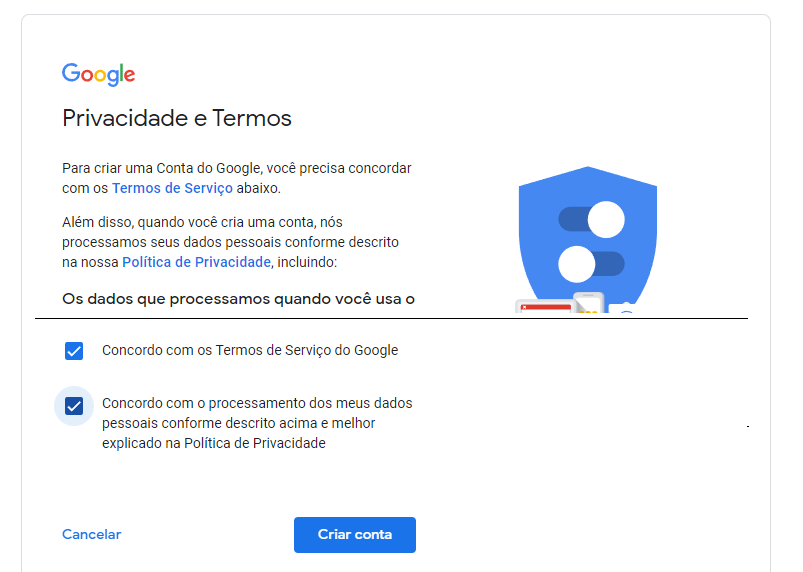 Google
Privacidade e Termos
Para criar uma Conta do Google, você precisa concordar
com os Termos de Serviço abaixo.
Além disso, quando você cria uma conta, nós
processamos seus dados pessoais conforme descrito
na nossa Política de Privacidade, incluindo:
Os dados que processamos quando você usa o
Concordo com os Termos de Serviço do Google
Concordo com o processamento dos meus dados
pessoais conforme descrito acima e melhor
explicado na Política de Privacidade
Cancelar
Criar conta